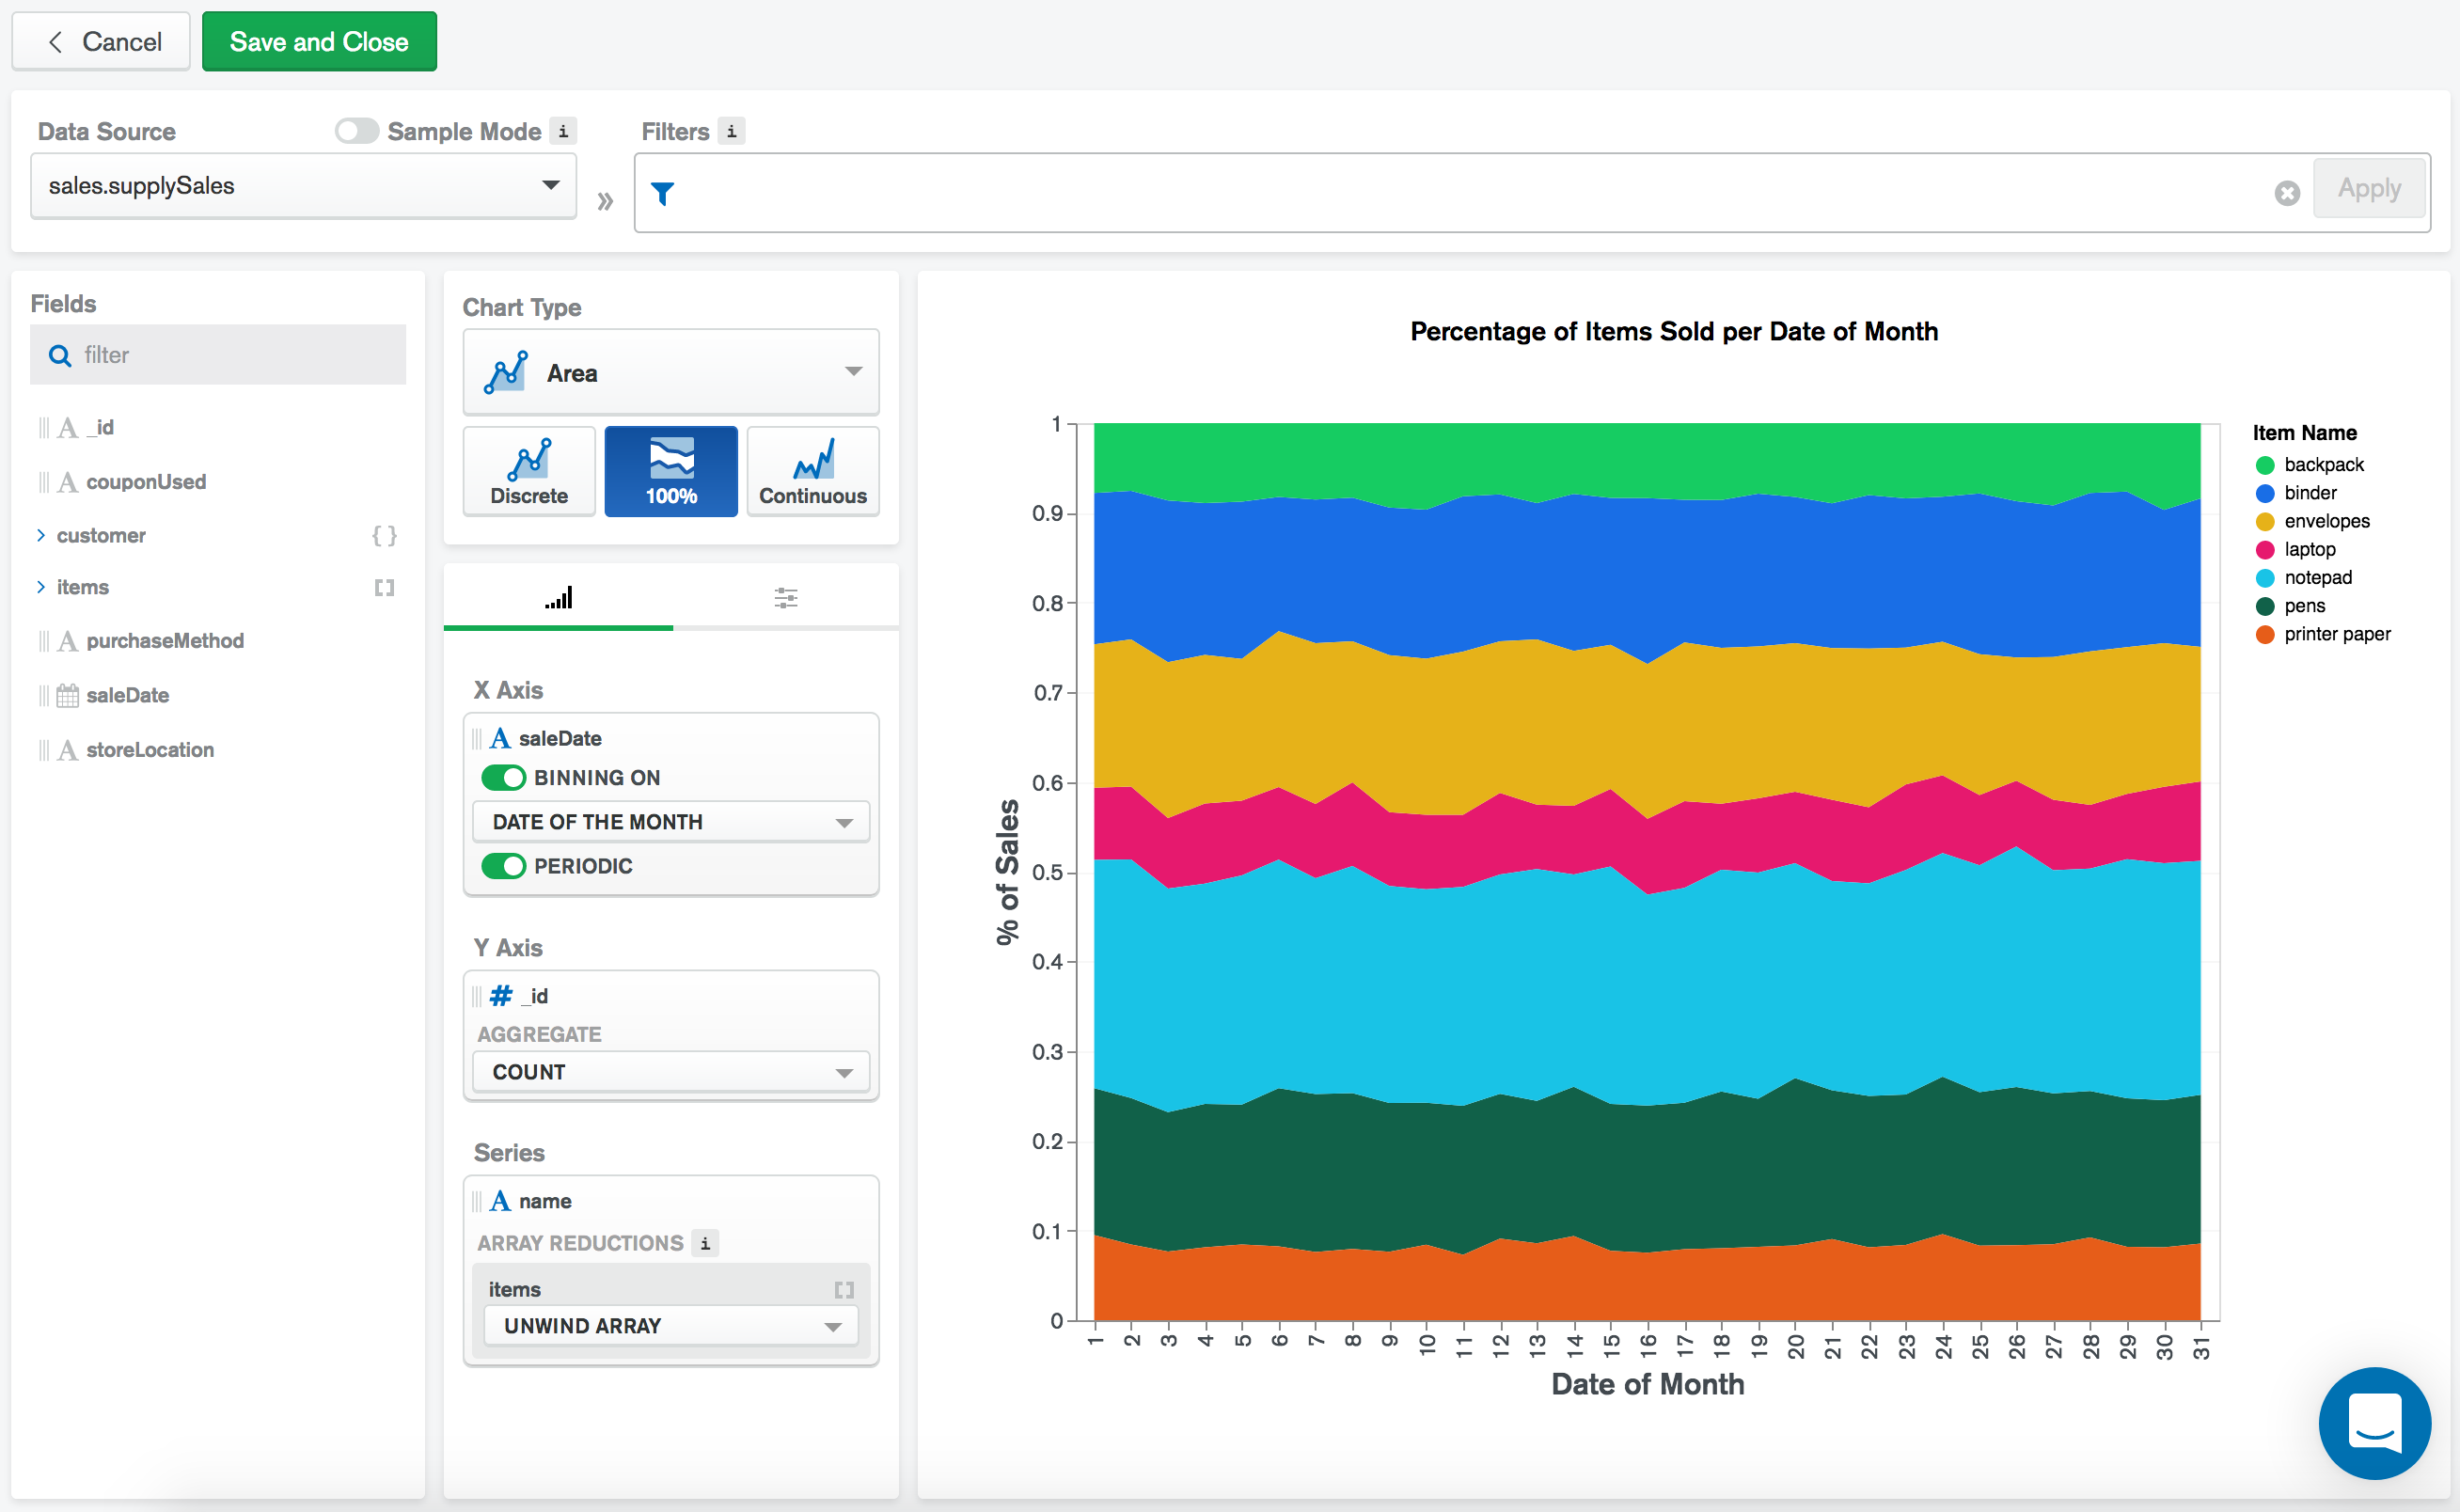 Cancel
Save and Close
Data Source
Sample Mode i
Filters i
sales.supplySales
»
Apply
Fields
filter
A _id
A couponUsed
customer { }
items [ ]
A purchaseMethod
saleDate
A storeLocation
Chart Type
Area
Discrete
100%
Continuous
X Axis
A saleDate
BINNING ON
DATE OF THE MONTH
PERIODIC
Y Axis
# _id
AGGREGATE
COUNT
Series
A name
ARRAY REDUCTIONS i
items [ ]
UNWIND ARRAY
Percentage of Items Sold per Date of Month
% of Sales
1
0.9
0.8
0.7
0.6
0.5
0.4
0.3
0.2
0.1
0
1 2 3 4 5 6 7 8 9 10 11 12 13 14 15 16 17 18 19 20 21 22 23 24 25 26 27 28 29 30 31
Date of Month
Item Name
backpack
binder
envelopes
laptop
notepad
pens
printer paper